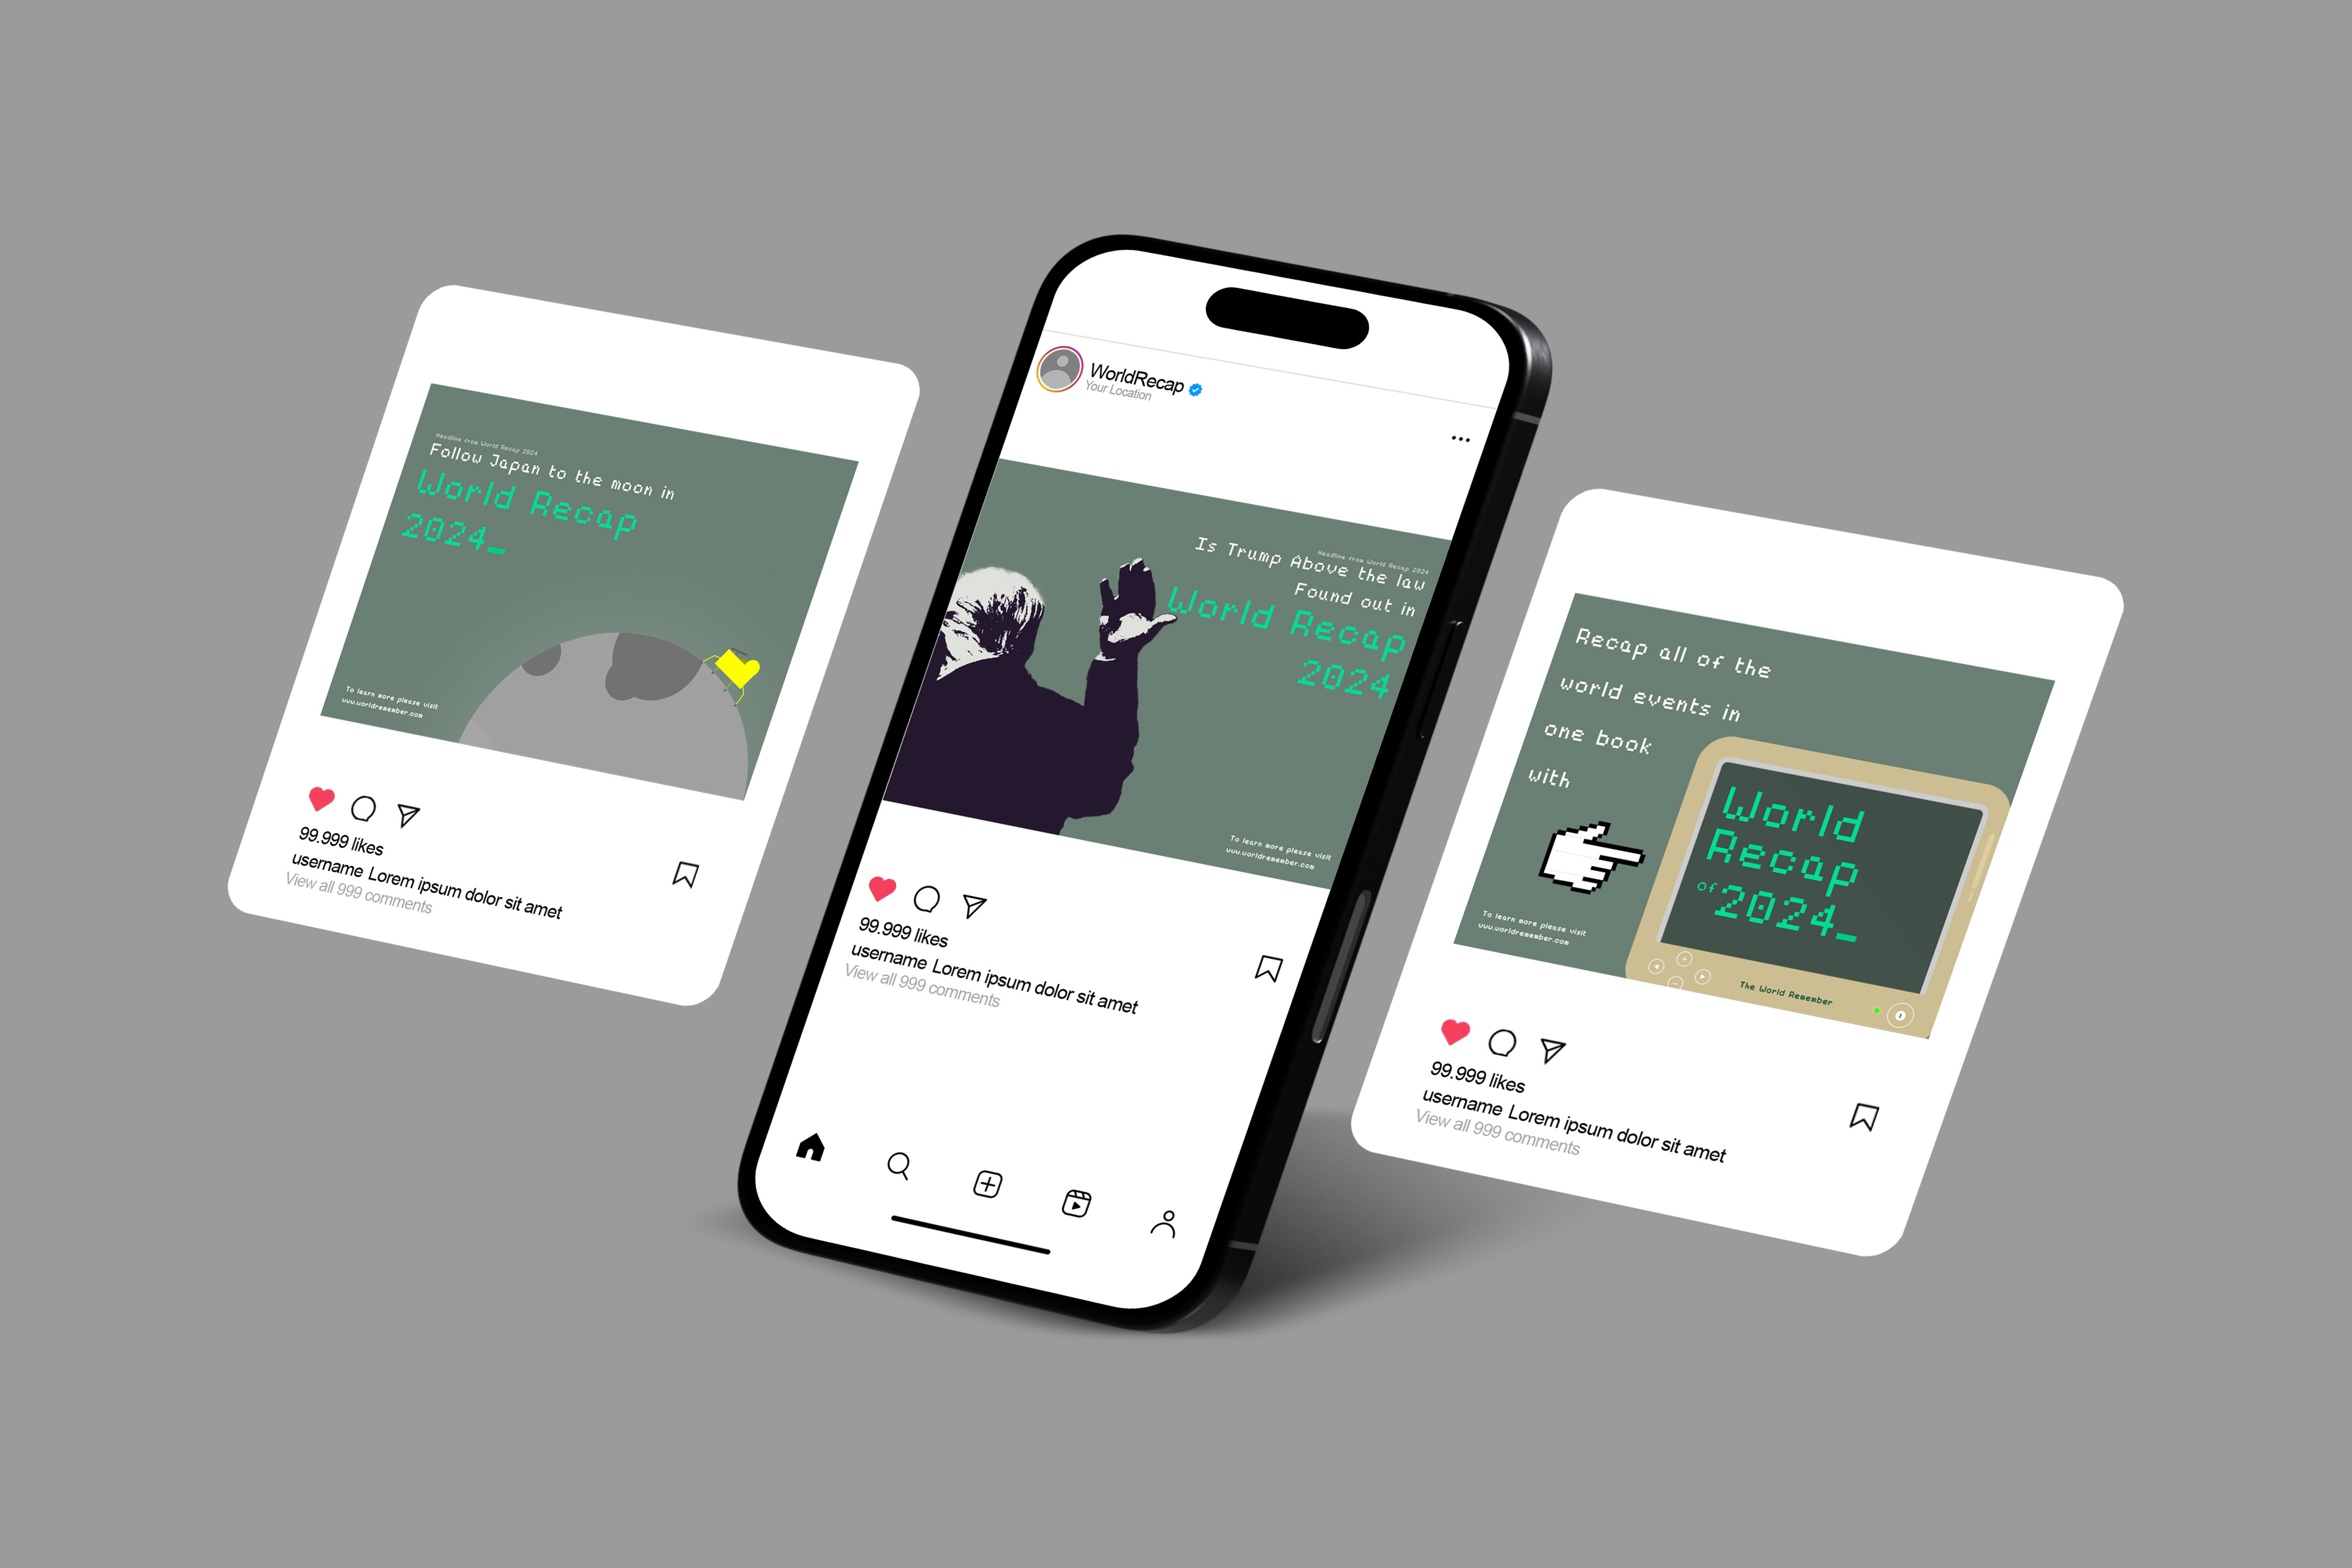 Headline from World Recap 2024
Follow Japan to the moon in
World Recap
2024_
To learn more please visit
www.worldremember.com
99.999 likes
username Lorem ipsum dolor sit amet
View all 999 comments
WorldRecap
Your Location
Headline from World Recap 2024
Is Trump Above the law
Found out in
World Recap
2024
To learn more please visit
www.worldremember.com
99.999 likes
username Lorem ipsum dolor sit amet
View all 999 comments
Recap all of the
world events in
one book
with
World
Recap
of 2024_
To learn more please visit
www.worldremember.com
The World Remember
99.999 likes
username Lorem ipsum dolor sit amet
View all 999 comments